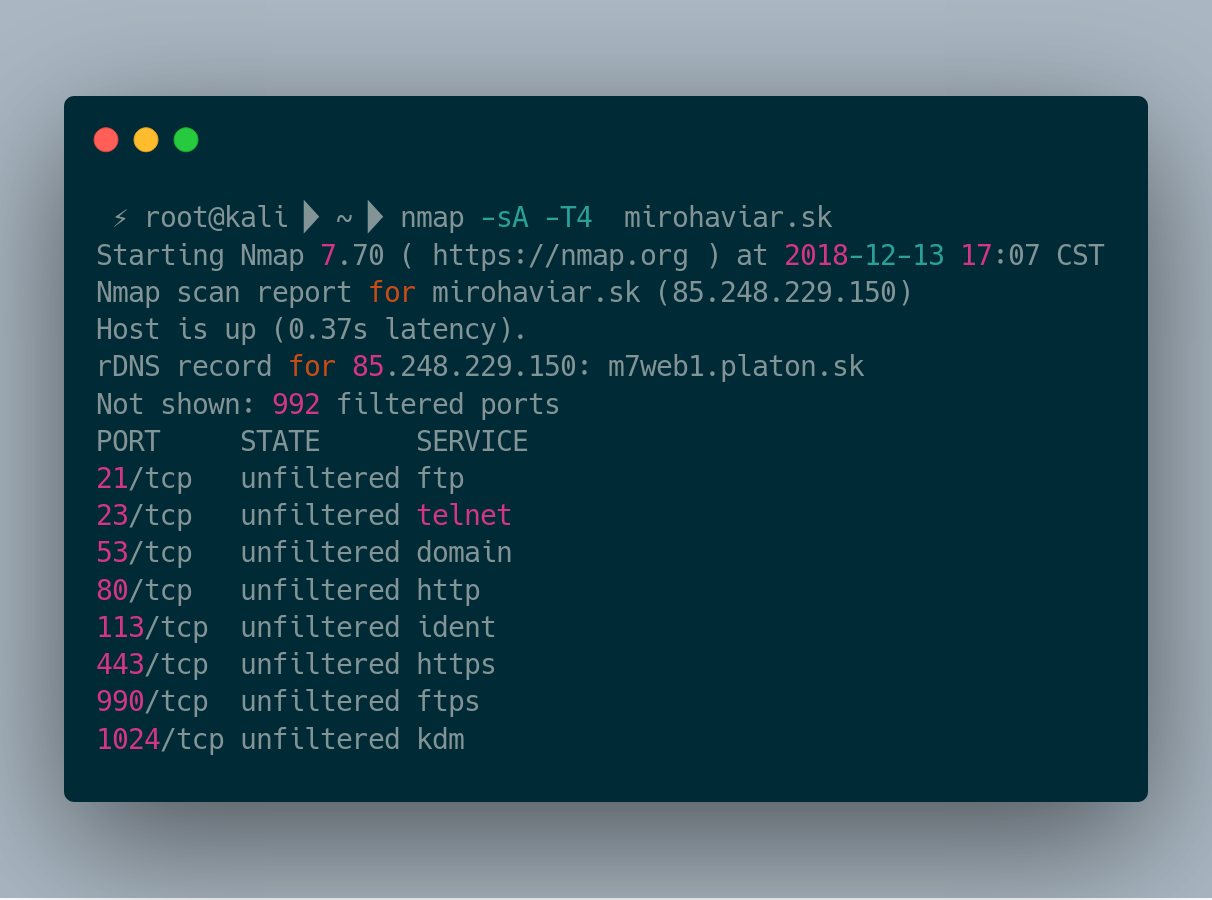 ⚡ root@kali ▶ ~ ▶ nmap -sA -T4  mirohaviar.sk
Starting Nmap 7.70 ( https://nmap.org ) at 2018-12-13 17:07 CST
Nmap scan report for mirohaviar.sk (85.248.229.150)
Host is up (0.37s latency).
rDNS record for 85.248.229.150: m7web1.platon.sk
Not shown: 992 filtered ports
PORT     STATE      SERVICE
21/tcp   unfiltered ftp
23/tcp   unfiltered telnet
53/tcp   unfiltered domain
80/tcp   unfiltered http
113/tcp  unfiltered ident
443/tcp  unfiltered https
990/tcp  unfiltered ftps
1024/tcp unfiltered kdm